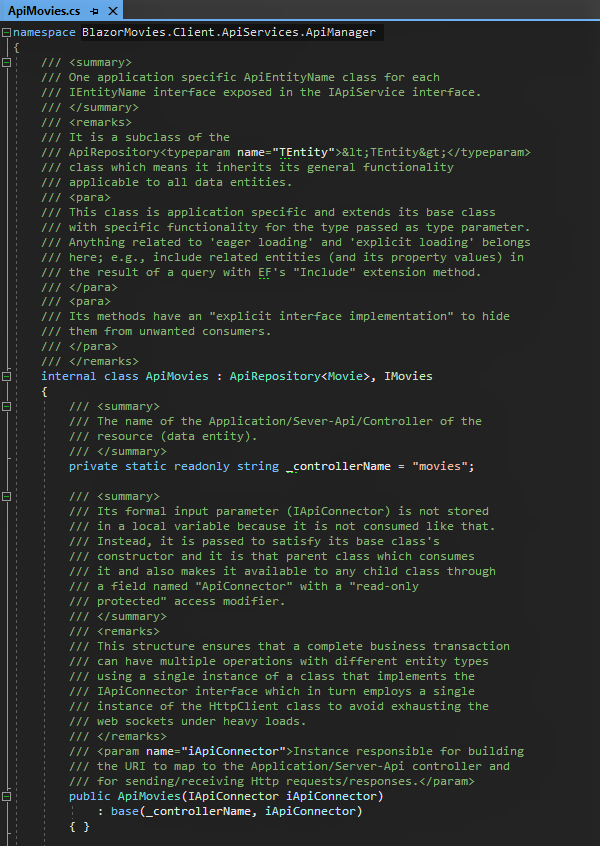 ApiMovies.cs
namespace BlazorMovies.Client.ApiServices.ApiManager
{
/// <summary>
/// One application specific ApiEntityName class for each
/// IEntityName interface exposed in the IApiService interface.
/// </summary>
/// <remarks>
/// It is a subclass of the
/// ApiRepository<typeparam name="TEntity">&lt;TEntity&gt;</typeparam>
/// class which means it inherits its general functionality
/// applicable to all data entities.
/// <para>
/// This class is application specific and extends its base class
/// with specific functionality for the type passed as type parameter.
/// Anything related to 'eager loading' and 'explicit loading' belongs
/// here; e.g., include related entities (and its property values) in
/// the result of a query with EF's "Include" extension method.
/// </para>
/// <para>
/// Its methods have an "explicit interface implementation" to hide
/// them from unwanted consumers.
/// </para>
/// </remarks>
internal class ApiMovies : ApiRepository<Movie>, IMovies
{
/// <summary>
/// The name of the Application/Sever-Api/Controller of the
/// resource (data entity).
/// </summary>
private static readonly string _controllerName = "movies";
/// <summary>
/// Its formal input parameter (IApiConnector) is not stored
/// in a local variable because it is not consumed like that.
/// Instead, it is passed to satisfy its base class's
/// constructor and it is that parent class which consumes
/// it and also makes it available to any child class through
/// a field named "ApiConnector" with a "read-only
/// protected" access modifier.
/// </summary>
/// <remarks>
/// This structure ensures that a complete business transaction
/// can have multiple operations with different entity types
/// using a single instance of a class that implements the
/// IApiConnector interface which in turn employs a single
/// instance of the HttpClient class to avoid exhausting the
/// web sockets under heavy loads.
/// </remarks>
/// <param name="iApiConnector">Instance responsible for building
/// the URI to map to the Application/Server-Api controller and
/// for sending/receiving Http requests/responses.</param>
public ApiMovies(IApiConnector iApiConnector)
: base(_controllerName, iApiConnector)
{ }